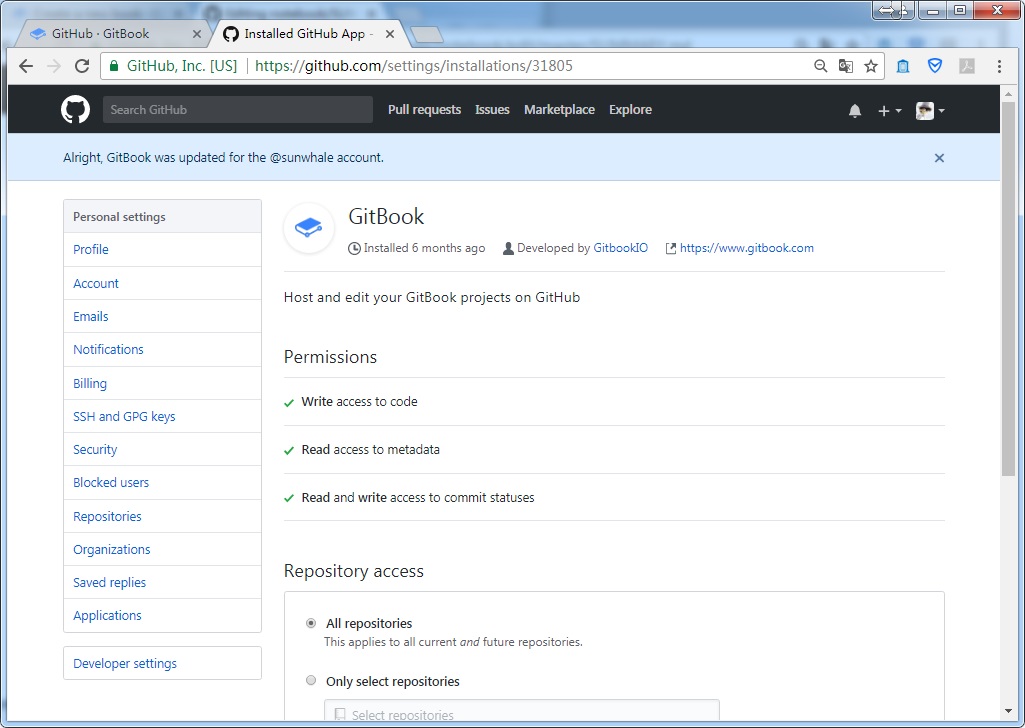 GitHub · GitBook
Installed GitHub App -
GitHub, Inc. [US] https://github.com/settings/installations/31805
Search GitHub Pull requests Issues Marketplace Explore
Alright, GitBook was updated for the @sunwhale account.
Personal settings
Profile
Account
Emails
Notifications
Billing
SSH and GPG keys
Security
Blocked users
Repositories
Organizations
Saved replies
Applications
Developer settings
GitBook
Installed 6 months ago Developed by GitbookIO https://www.gitbook.com
Host and edit your GitBook projects on GitHub
Permissions
Write access to code
Read access to metadata
Read and write access to commit statuses
Repository access
All repositories
This applies to all current and future repositories.
Only select repositories
Select repositories